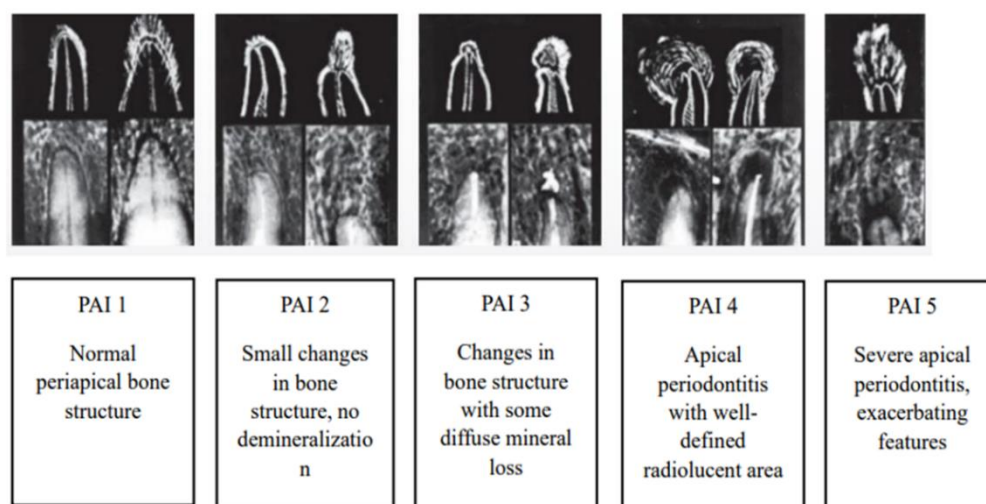 PAI 1
Normal
periapical bone
structure
PAI 2
Small changes
in bone
structure, no
demineralizatio
n
PAI 3
Changes in
bone structure
with some
diffuse mineral
loss
PAI 4
Apical
periodontitis
with well-
defined
radiolucent area
PAI 5
Severe apical
periodontitis,
exacerbating
features